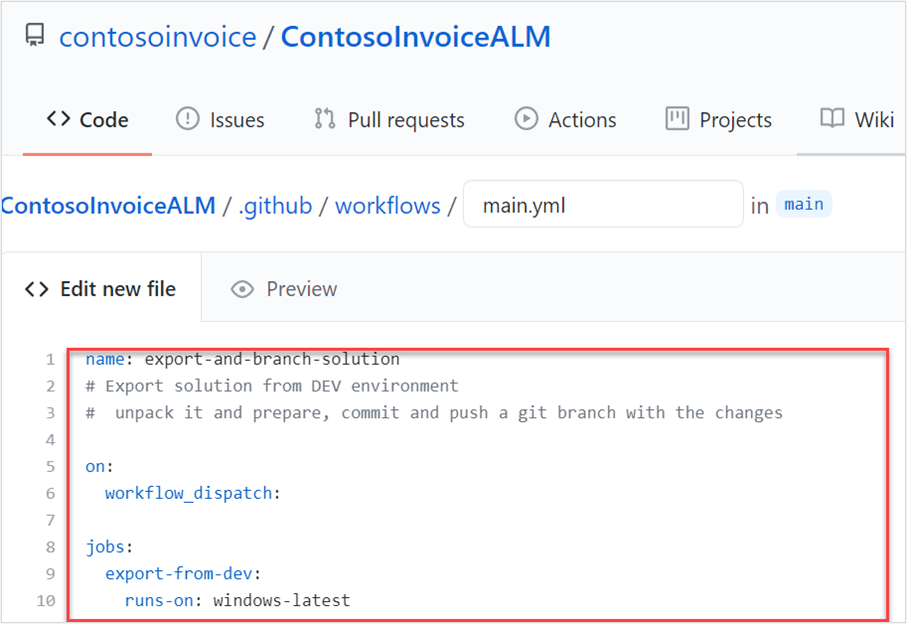 contosoinvoice / ContosoInvoiceALM
Code Issues Pull requests Actions Projects Wiki
ContosoInvoiceALM / .github / workflows / main.yml in main
Edit new file Preview
1 name: export-and-branch-solution
2 # Export solution from DEV environment
3 #  unpack it and prepare, commit and push a git branch with the changes
4
5 on:
6   workflow_dispatch:
7
8 jobs:
9   export-from-dev:
10     runs-on: windows-latest